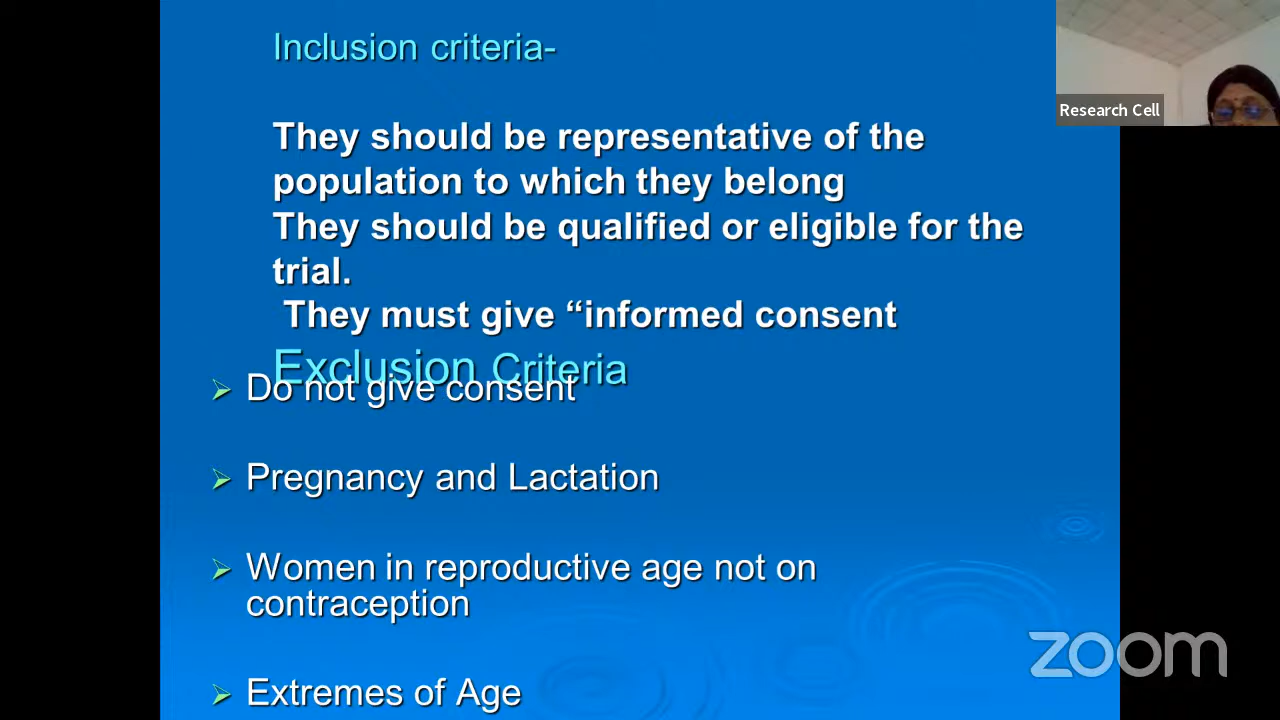 Inclusion criteria-
Research Cell
They should be representative of the
population to which they belong
They should be qualified or eligible for the
trial.
They must give “informed consent
Exclusion Criteria
Do not give consent
Pregnancy and Lactation
Women in reproductive age not on
contraception
Extremes of Age
zoom